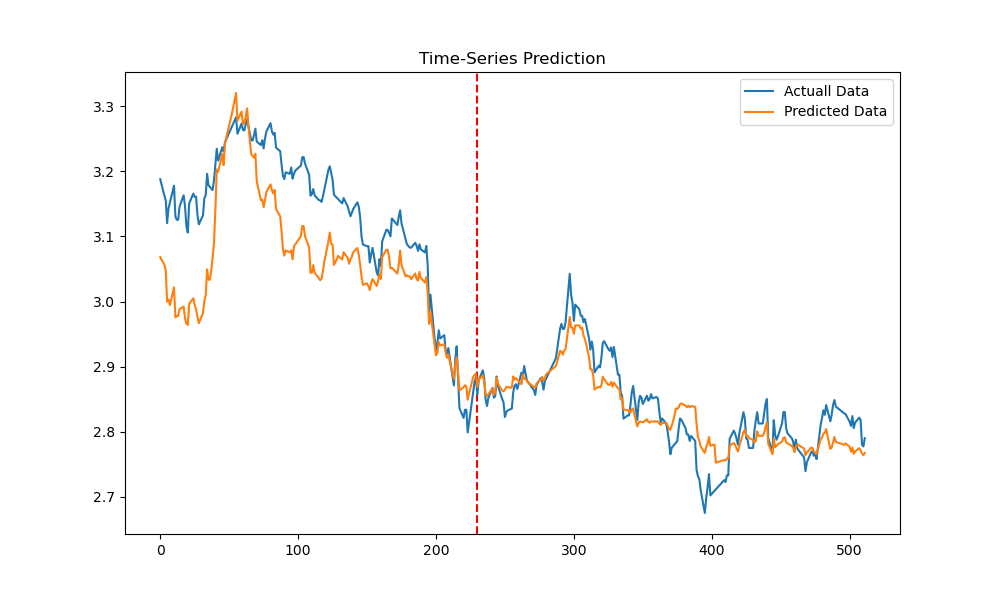 Time-Series Prediction
Actuall Data
Predicted Data
3.3
3.2
3.1
3.0
2.9
2.8
2.7
0 100 200 300 400 500